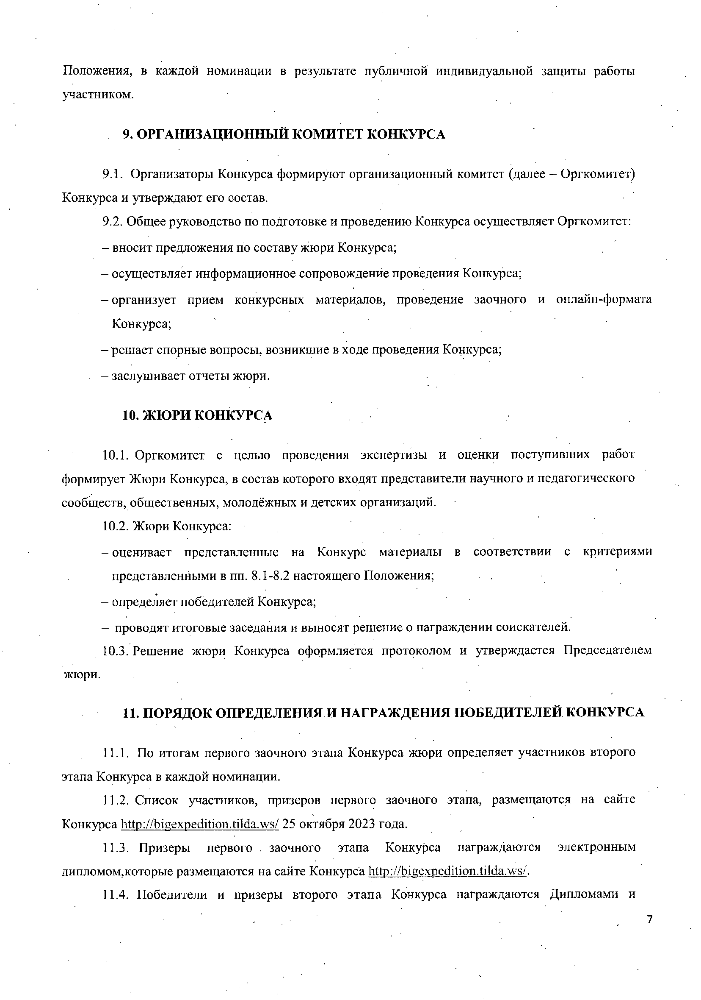 Положения, в каждой номинации в результате публичной индивидуальной защиты работы
участником.
9. ОРГАНИЗАЦИОННЫЙ КОМИТЕТ КОНКУРСА
9.1. Организаторы Конкурса формируют организационный комитет (далее – Оргкомитет)
Конкурса и утверждают его состав.
9.2. Общее руководство по подготовке и проведению Конкурса осуществляет Оргкомитет:
– вносит предложения по составу жюри Конкурса;
– осуществляет информационное сопровождение проведения Конкурса;
– организует прием конкурсных материалов, проведение заочного и онлайн-формата
Конкурса;
– решает спорные вопросы, возникшие в ходе проведения Конкурса;
– заслушивает отчеты жюри.
10. ЖЮРИ КОНКУРСА
10.1. Оргкомитет с целью проведения экспертизы и оценки поступивших работ
формирует Жюри Конкурса, в состав которого входят представители научного и педагогического
сообществ, общественных, молодёжных и детских организаций.
10.2. Жюри Конкурса:
– оценивает представленные на Конкурс материалы в соответствии с критериями
представленными в пп. 8.1-8.2 настоящего Положения;
– определяет победителей Конкурса;
– проводят итоговые заседания и выносят решение о награждении соискателей.
10.3. Решение жюри Конкурса оформляется протоколом и утверждается Председателем
жюри.
11. ПОРЯДОК ОПРЕДЕЛЕНИЯ И НАГРАЖДЕНИЯ ПОБЕДИТЕЛЕЙ КОНКУРСА
11.1. По итогам первого заочного этапа Конкурса жюри определяет участников второго
этапа Конкурса в каждой номинации.
11.2. Список участников, призеров первого заочного этапа, размещаются на сайте
Конкурса http://bigexpedition.tilda.ws/ 25 октября 2023 года.
11.3. Призеры первого заочного этапа Конкурса награждаются электронным
дипломом,которые размещаются на сайте Конкурса http://bigexpedition.tilda.ws/.
11.4. Победители и призеры второго этапа Конкурса награждаются Дипломами и
7